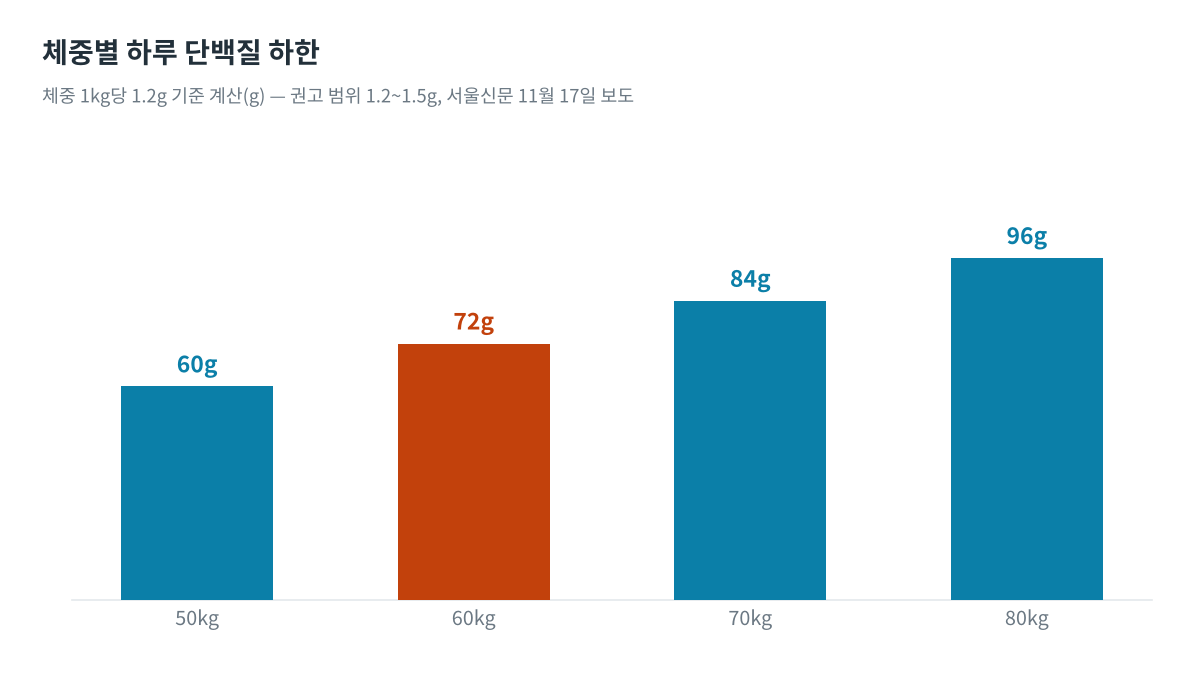 체중별 하루 단백질 하한
체중 1kg당 1.2g 기준 계산(g) — 권고 범위 1.2~1.5g, 서울신문 11월 17일 보도
60g
72g
84g
96g
50kg
60kg
70kg
80kg